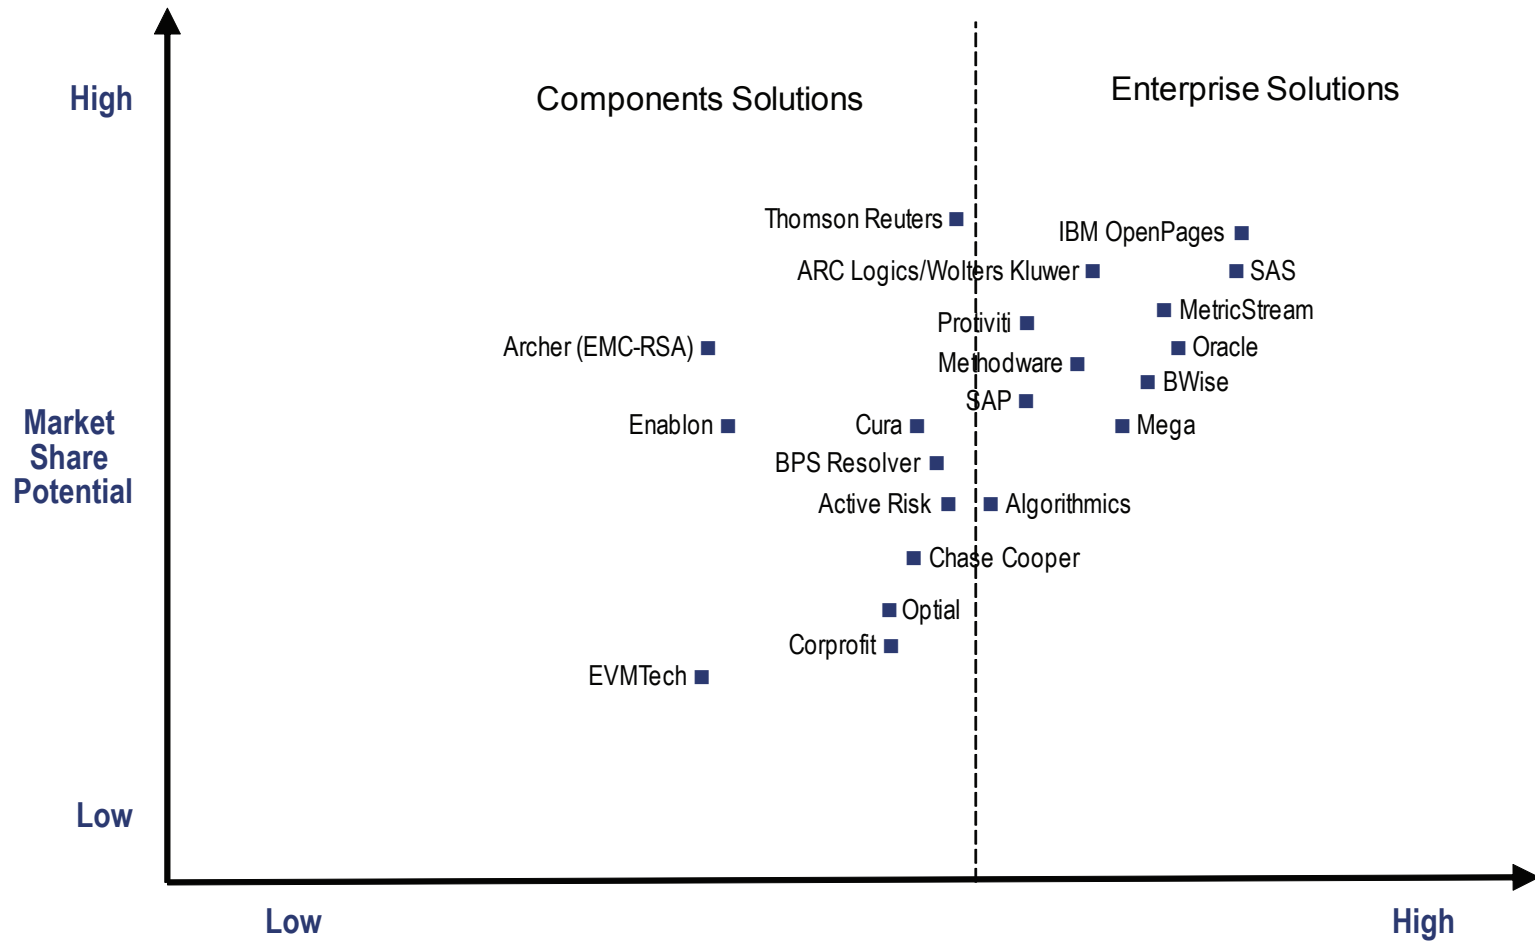 High
Components Solutions
Enterprise Solutions
Thomson Reuters
IBM OpenPages
ARC Logics/Wolters Kluwer
SAS
MetricStream
Protiviti
Archer (EMC-RSA)
Oracle
Methodware
BWise
SAP
Market
Share
Potential
Enablon
Cura
Mega
BPS Resolver
Active Risk
Algorithmics
Chase Cooper
Optial
Corprofit
EVMTech
Low
Low
High